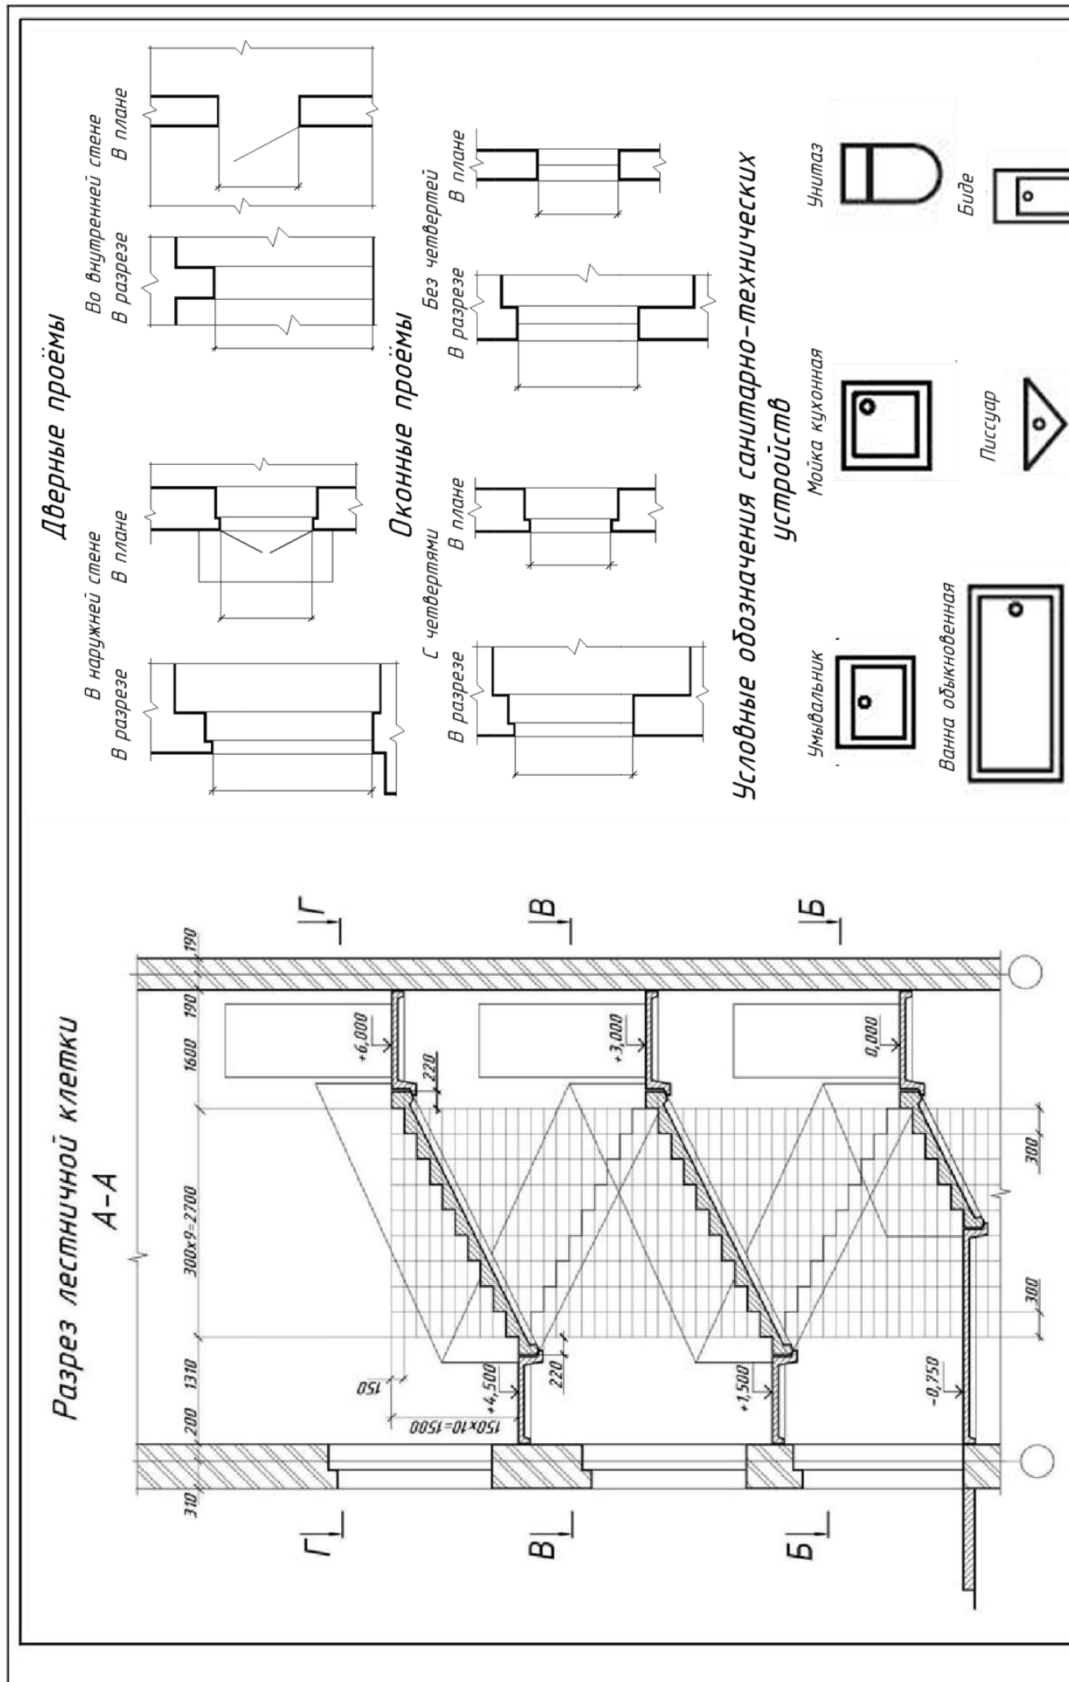 Разрез лестничной клетки
А-А
310
200
1310
300х9=2700
1600
190
190
150
150х10=1500
+6,000
220
+4,500
220
+3,000
+1,500
0,000
-0,750
300
300
Г
Г
В
В
Б
Б
Дверные проёмы
В наружней стене
Во внутренней стене
В разрезе
В плане
В разрезе
В плане
Оконные проёмы
С четвертями
Без четвертей
В разрезе
В плане
В разрезе
В плане
Условные обозначения санитарно-технических
устройств
Умывальник
Мойка кухонная
Унитаз
Ванна обыкновенная
Писсуар
Биде